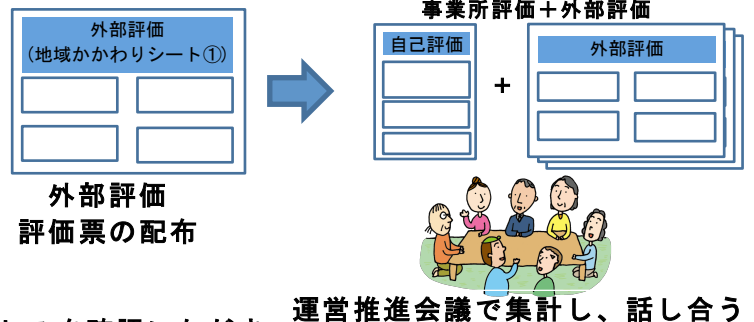 外部評価
(地域かかわりシート①)
外部評価
評価票の配布
事業所評価＋外部評価
自己評価
+
外部評価
運営推進会議で集計し、話し合う